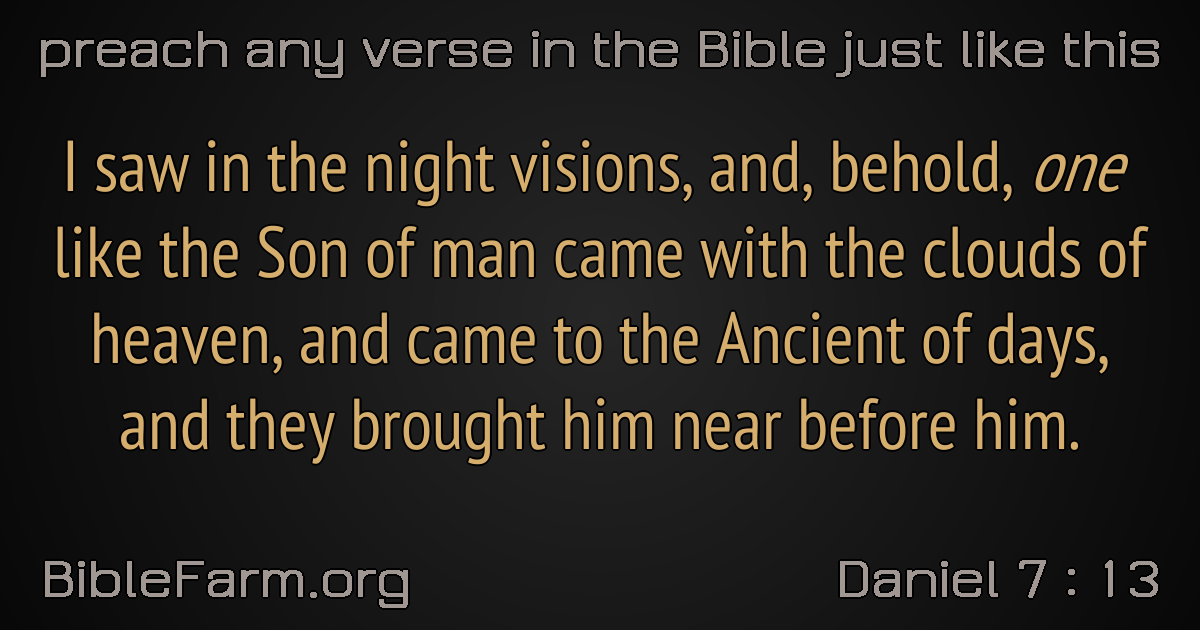 preach any verse in the Bible just like this
I saw in the night visions, and, behold, one
like the Son of man came with the clouds of
heaven, and came to the Ancient of days,
and they brought him near before him.
BibleFarm.org
Daniel 7 : 13